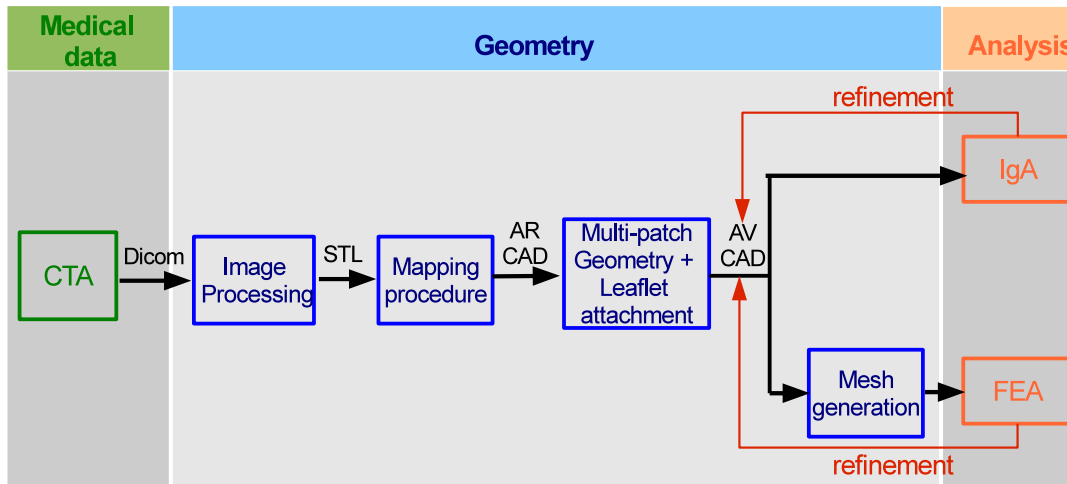 Medical
data
Geometry
Analysis
refinement
IgA
CTA
Dicom
Image
Processing
STL
Mapping
procedure
AR
CAD
Multi-patch
Geometry +
Leaflet
attachment
AV
CAD
Mesh
generation
FEA
refinement